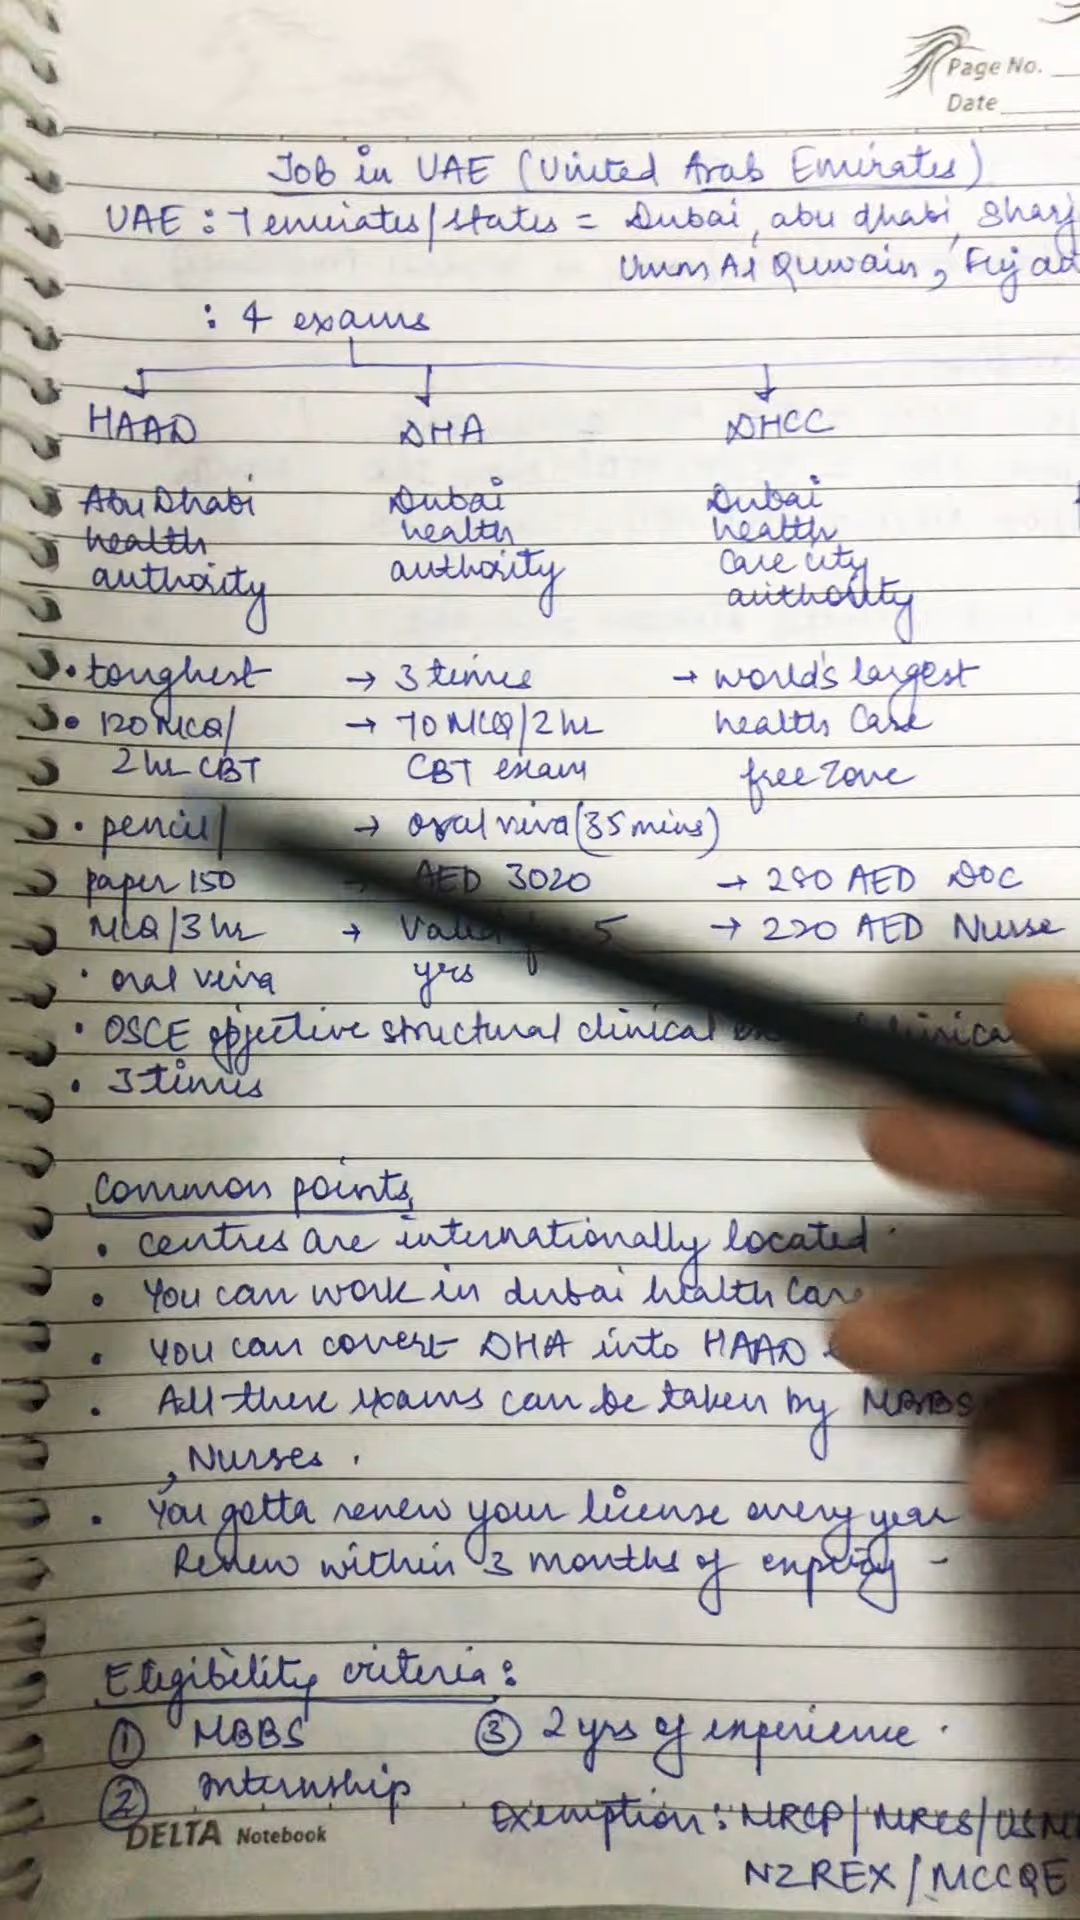 Page No.
Date
Job in UAE (United Arab Emirates)
UAE : 7 emirates/states = Dubai, abu dhabi, Sharj
Umm Al Quwain, Fujad
: 4 exams
HAAD DHA DHCC
Abu Dhabi Dubai Dubai
health health health
authority authority Care city
authority
• toughest → 3 times → world's largest
• 120 MCQ/ → 70 MCQ/2 hr health Care
2 hr CBT CBT exam free zone
• pencil/ → oral viva (35 mins)
paper 150 → AED 3020 → 280 AED DOC
MCQ/3 hr → Valid 5 → 220 AED Nurse
• oral viva yrs
• OSCE objective structural clinical
• 3 times
Common points
• centres are internationally located.
• You can work in dubai health Care
• You can covert DHA into HAAD
• All these exams can be taken by MBBS
, Nurses.
• You gotta renew your license every year
Renew within 3 months of expiry -
Eligibility criteria :
① MBBS ③ 2 yrs of experience.
② Internship
Exemption : MRCP/MRCS/USM
NZREX/MCCQE
DELTA Notebook